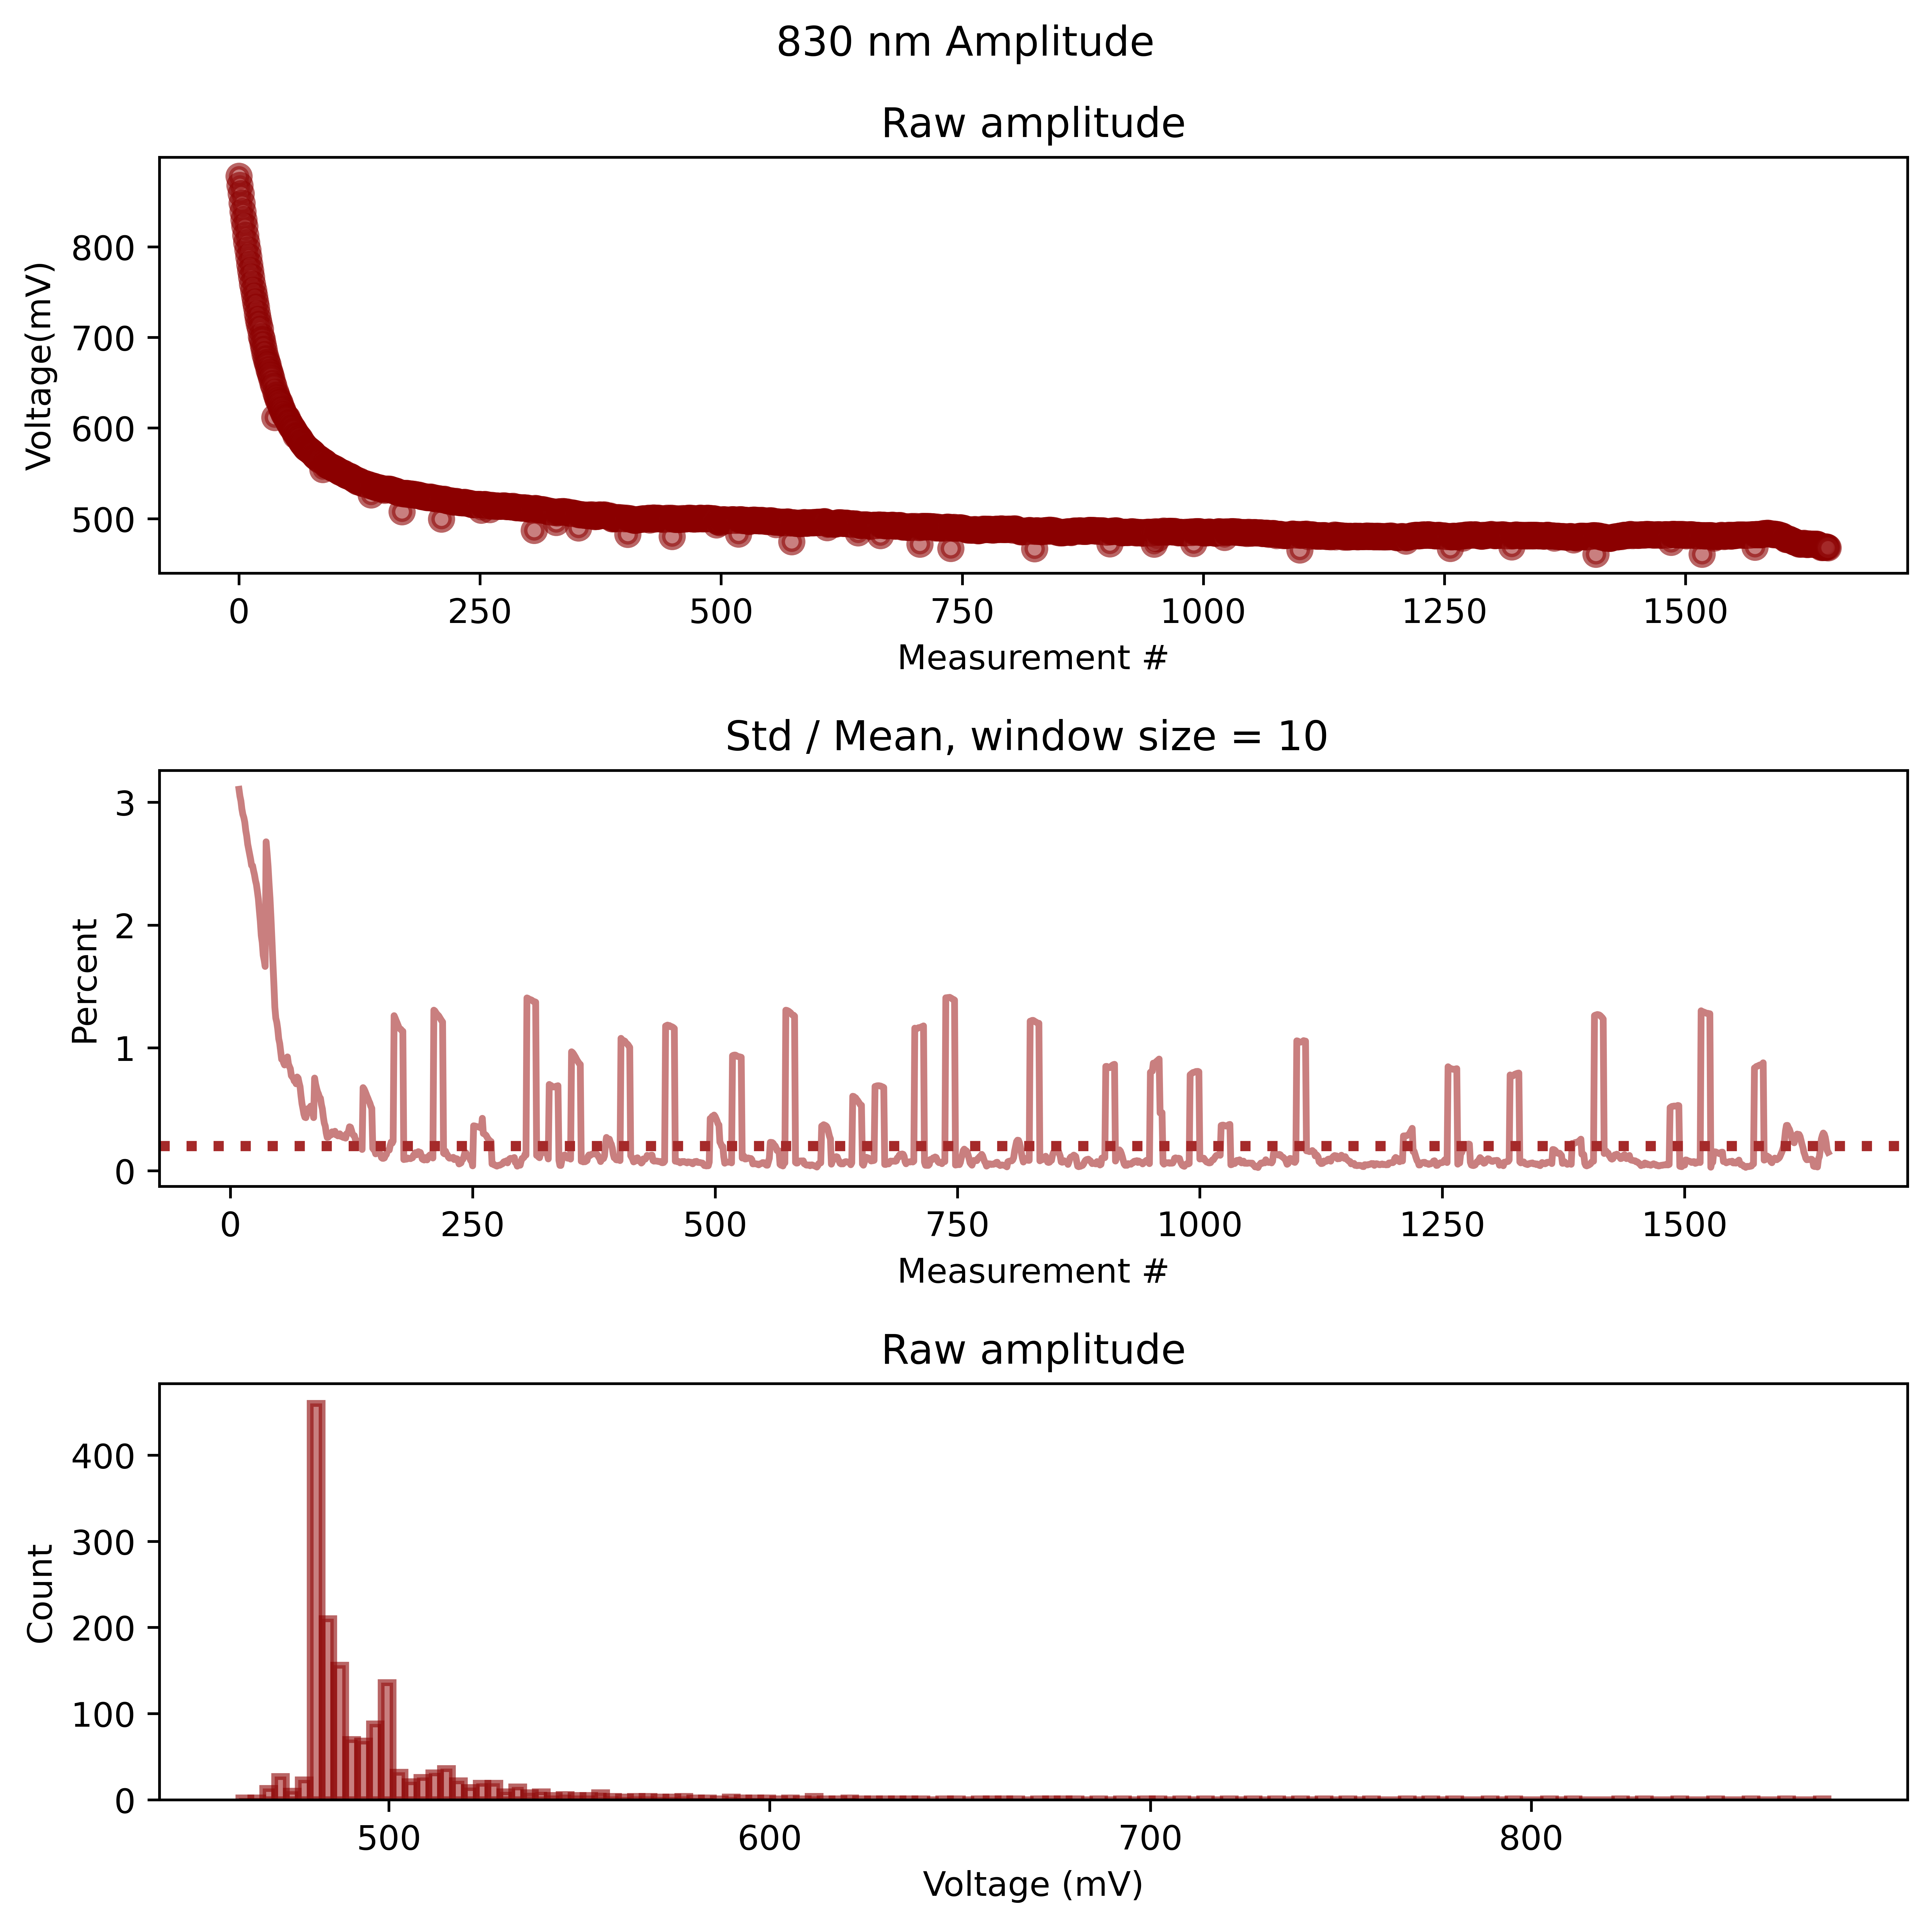 830 nm Amplitude
Raw amplitude
800
700
600
500
Voltage(mV)
0 250 500 750 1000 1250 1500
Measurement #
Std / Mean, window size = 10
3
2
1
0
Percent
0 250 500 750 1000 1250 1500
Measurement #
Raw amplitude
400
300
200
100
0
Count
500 600 700 800
Voltage (mV)